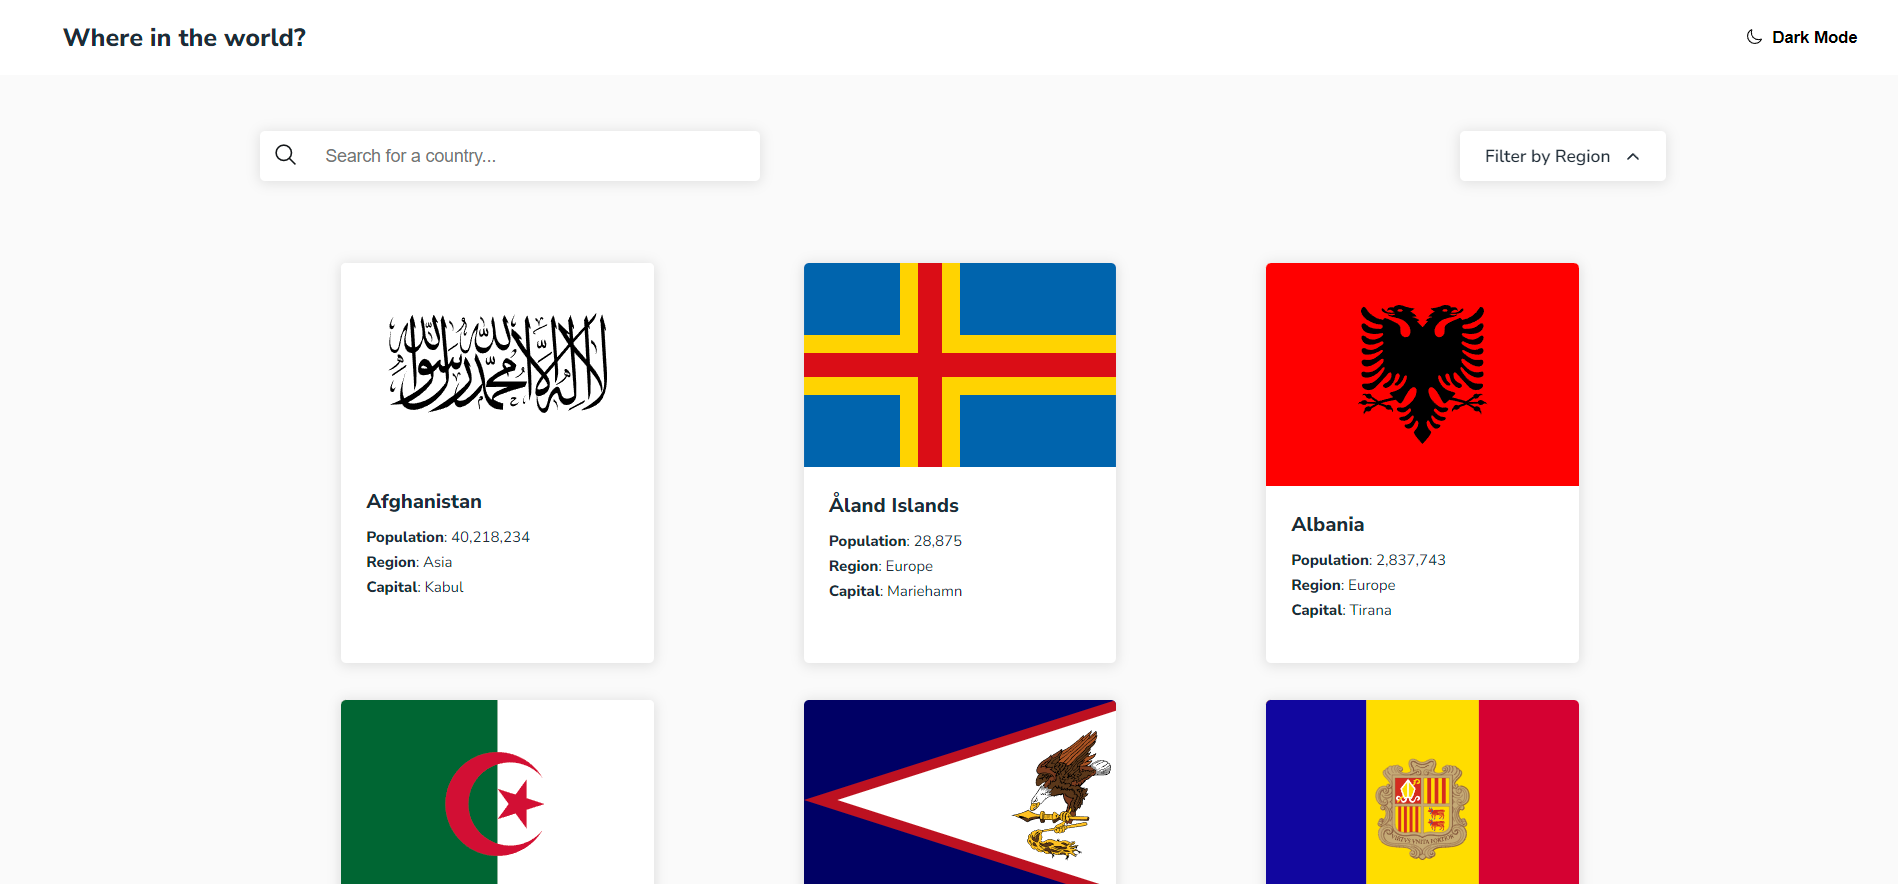 Where in the world?
Dark Mode
Search for a country...
Filter by Region
لا إله إلا الله محمد رسول الله
Afghanistan
Population: 40,218,234
Region: Asia
Capital: Kabul
Åland Islands
Population: 28,875
Region: Europe
Capital: Mariehamn
Albania
Population: 2,837,743
Region: Europe
Capital: Tirana